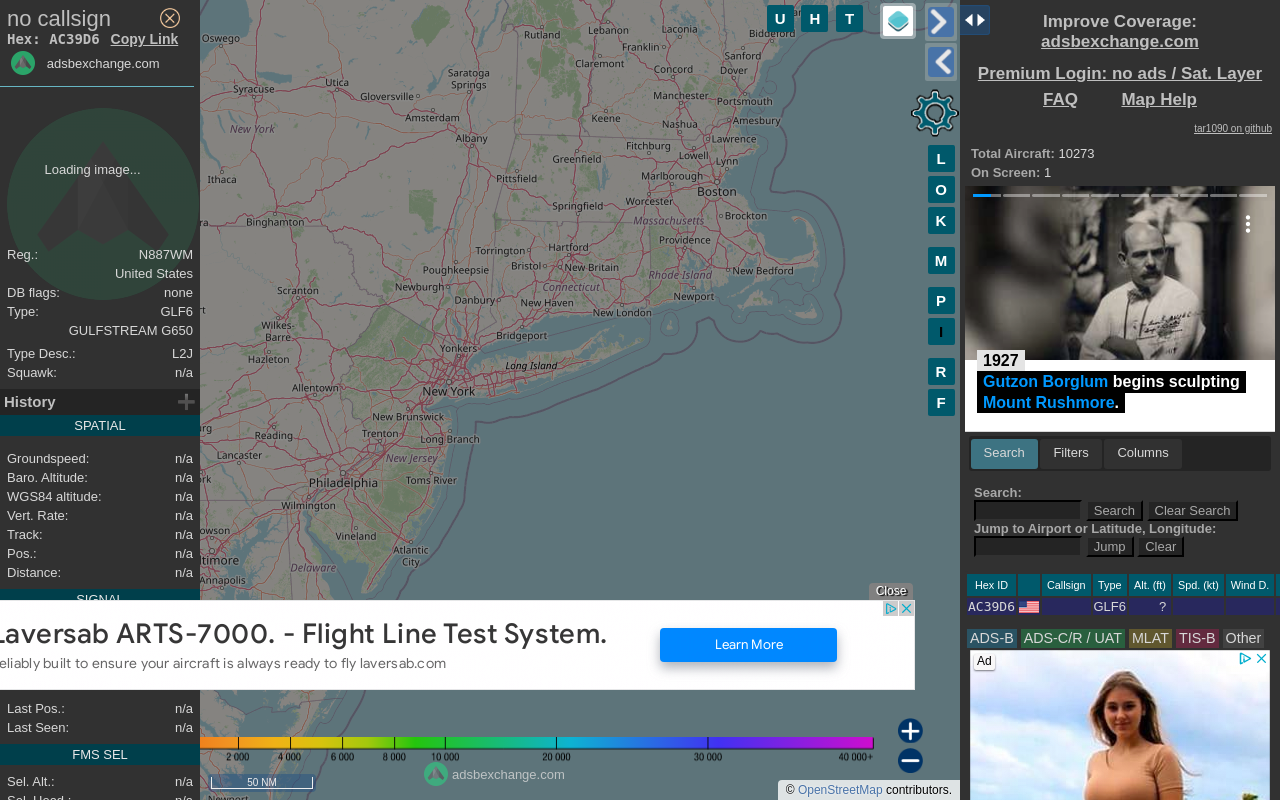 no callsign
Hex: AC39D6 Copy Link
adsbexchange.com
Loading image...
Reg.: N887WM
United States
DB flags: none
Type: GLF6
GULFSTREAM G650
Type Desc.: L2J
Squawk: n/a
History
SPATIAL
Groundspeed: n/a
Baro. Altitude: n/a
WGS84 altitude: n/a
Vert. Rate: n/a
Track: n/a
Pos.: n/a
Distance: n/a
SIGNAL
Last Pos.: n/a
Last Seen: n/a
FMS SEL
Sel. Alt.: n/a
Sel. Head.: n/a
U H T
L
O
K
M
P
I
R
F
Oswego
Rutland
Lebanon
Laconia
Biddeford
Franklin
Sanford
Claremont
Concord
Dover
Utica
Saratoga
Springs
Syracuse
Gloversville
Manchester
Portsmouth
Amsterdam
Keene
Nashua
Amesbury
New York
Albany
Fitchburg
Lawrence
Greenfield
Lowell
Lynn
Ithaca
Pittsfield
Marlborough
Boston
Springfield
Worcester
Binghamton
Massachusetts
Brockton
Torrington
Hartford
Providence
Poughkeepsie
Bristol
New Britain
New Bedford
Rhode Island
Scranton
Newburgh
Connecticut
Danbury
New Haven
Newport
New London
Wilkes-
Barre
Bridgeport
Hazleton
Yonkers
Long Island
Allentown
New York
New Brunswick
Reading
Trenton
Long Branch
Lancaster
New Jersey
Philadelphia
Toms River
Wilmington
Vineland
Atlantic
City
Delaware
Annapolis
Close
Laversab ARTS-7000. - Flight Line Test System.
eliably built to ensure your aircraft is always ready to fly laversab.com
Learn More
2 000 4 000 6 000 8 000 10 000 20 000 30 000 40 000+
adsbexchange.com
50 NM
© OpenStreetMap contributors.
Improve Coverage:
adsbexchange.com
Premium Login: no ads / Sat. Layer
FAQ Map Help
tar1090 on github
Total Aircraft: 10273
On Screen: 1
1927
Gutzon Borglum begins sculpting
Mount Rushmore.
Search Filters Columns
Search:
Search Clear Search
Jump to Airport or Latitude, Longitude:
Jump Clear
Hex ID Callsign Type Alt. (ft) Spd. (kt) Wind D.
AC39D6 GLF6 ?
ADS-B ADS-C/R / UAT MLAT TIS-B Other
Ad